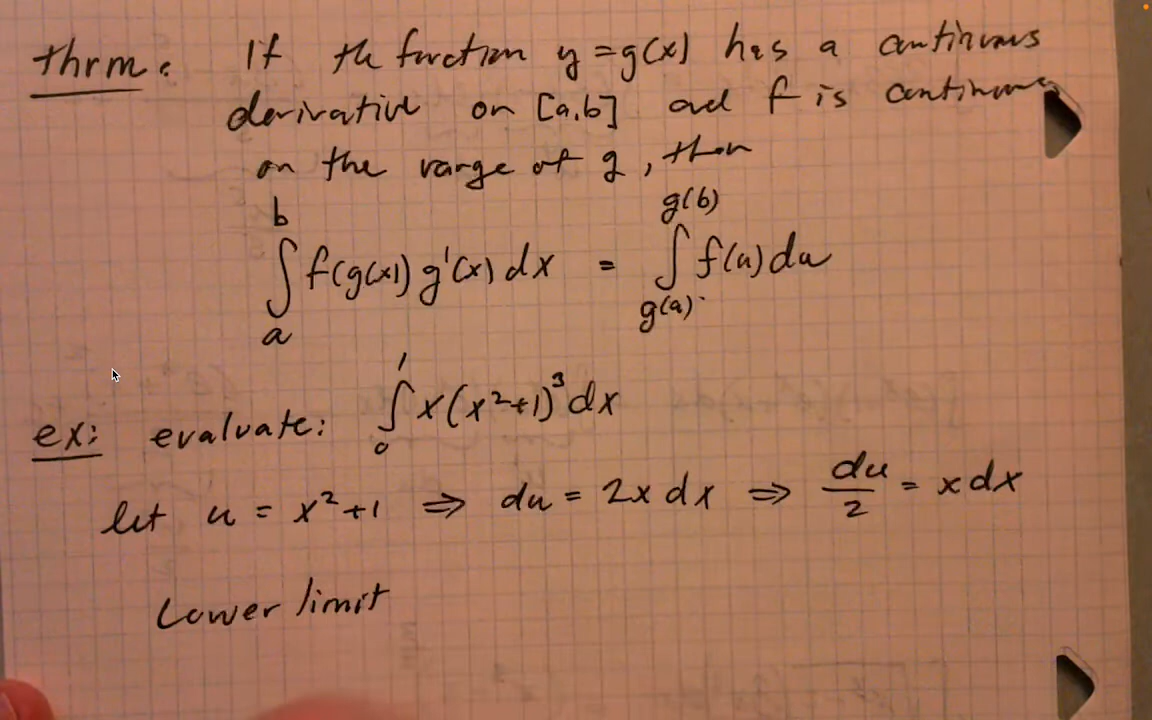 thrm: If the function y = g(x) has a continuous
derivative on [a,b] and f is continuous
on the range of g, then
∫_a^b f(g(x)) g'(x) dx = ∫_{g(a)}^{g(b)} f(u) du
ex: evaluate: ∫_0^1 x(x²+1)³ dx
let u = x²+1 ⇒ du = 2x dx ⇒ du/2 = x dx
Lower limit